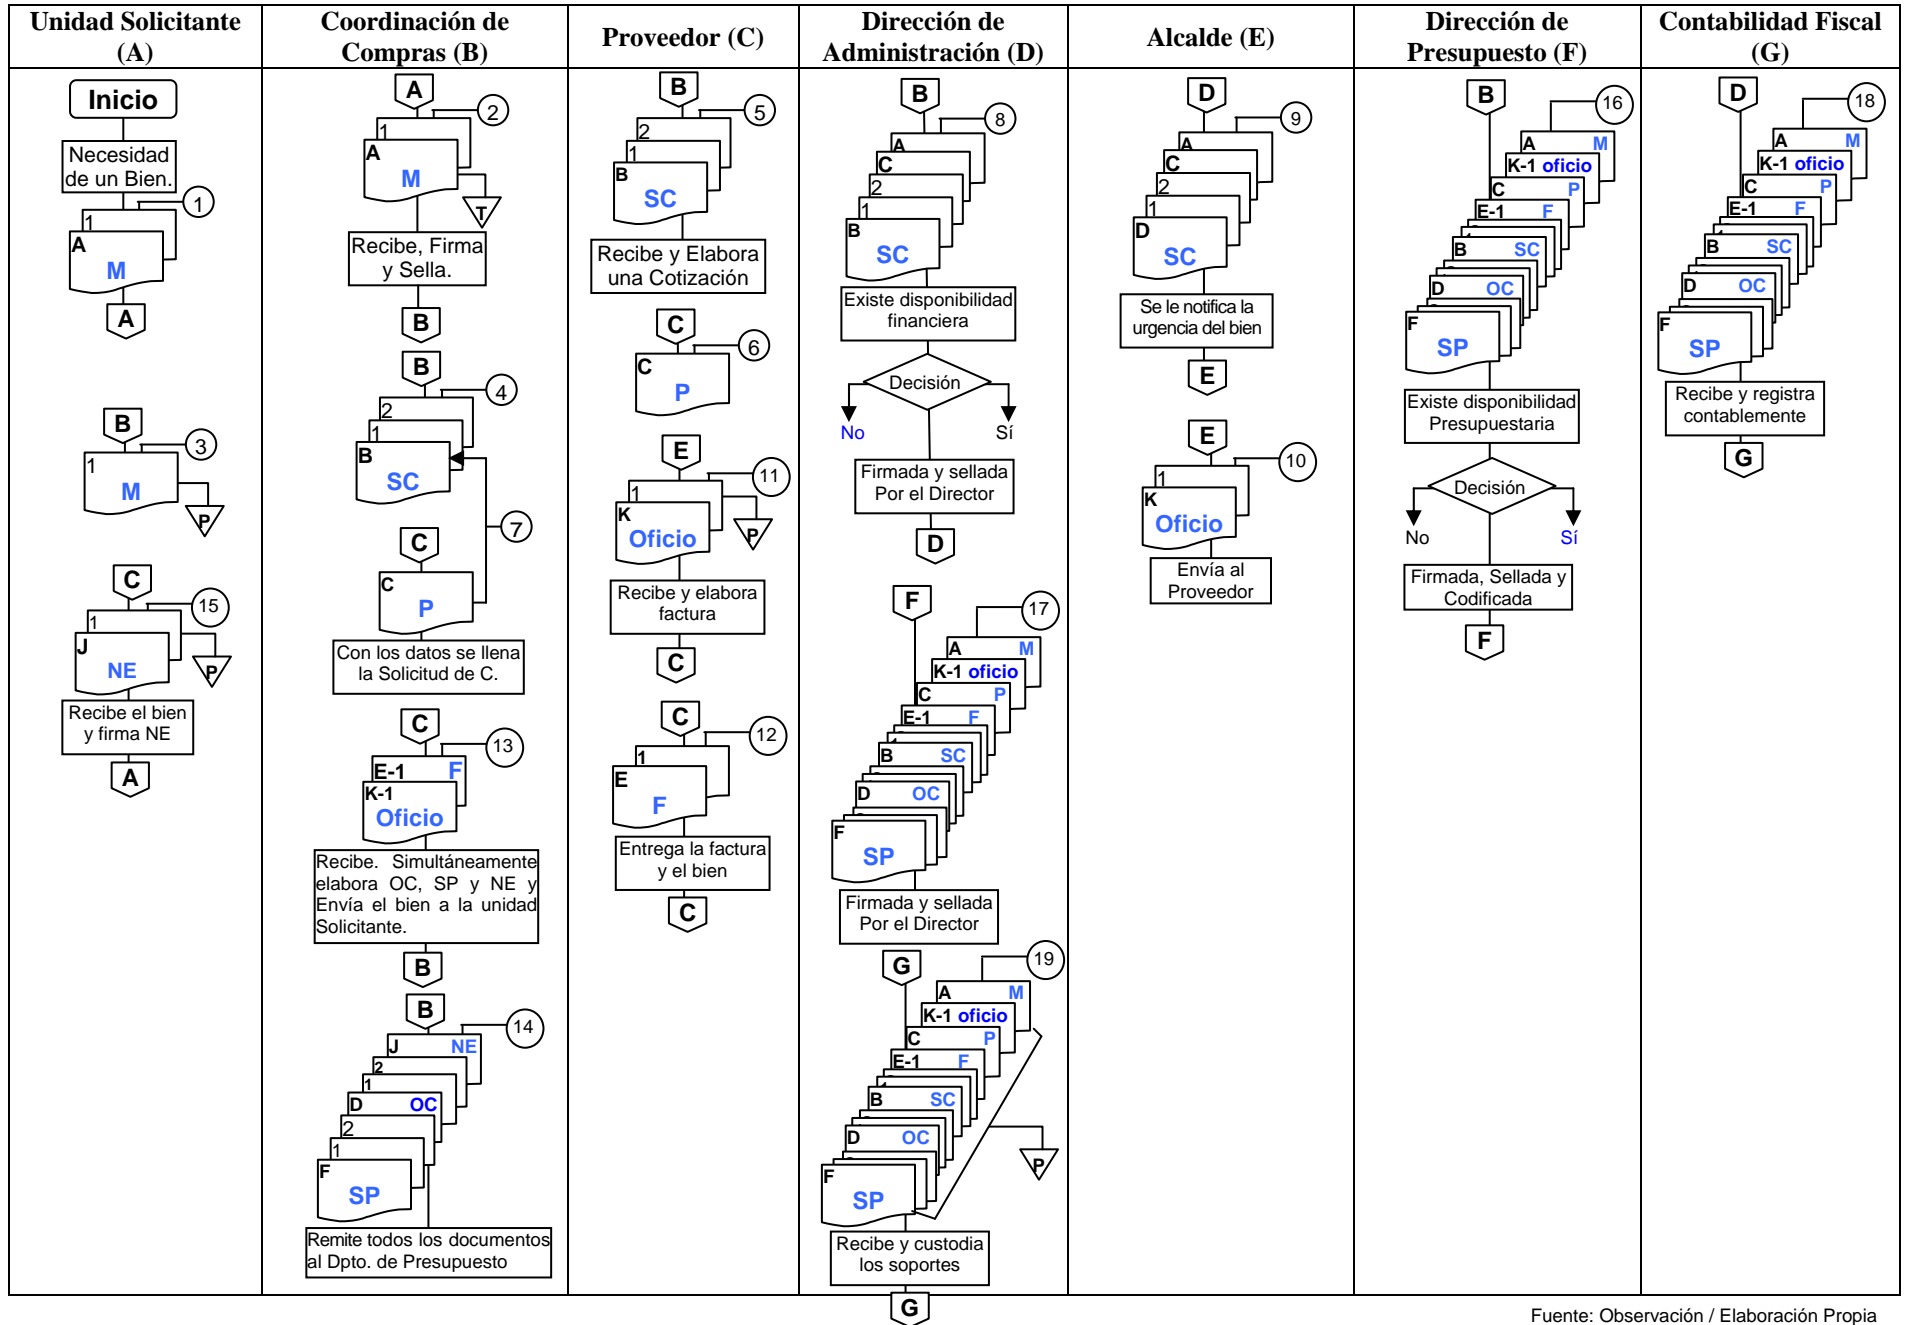 Unidad Solicitante
(A)
Coordinación de
Compras (B)
Proveedor (C)
Dirección de
Administración (D)
Alcalde (E)
Dirección de
Presupuesto (F)
Contabilidad Fiscal
(G)
Inicio
Necesidad
de un Bien.
1
1
A
M
A
B
3
1
M
P
C
15
1
J
NE
P
Recibe el bien
y firma NE
A
A
2
1
A
M
T
Recibe, Firma
y Sella.
B
B
4
2
1
B
SC
7
C
C
P
Con los datos se llena
la Solicitud de C.
C
13
E-1 F
K-1
Oficio
Recibe. Simultáneamente
elabora OC, SP y NE y
Envía el bien a la unidad
Solicitante.
B
B
14
J NE
2
1
D OC
2
1
F
SP
Remite todos los documentos
al Dpto. de Presupuesto
B
5
2
1
B
SC
Recibe y Elabora
una Cotización
C
6
C
P
E
11
1
K
Oficio
P
Recibe y elabora
factura
C
C
12
1
E
F
Entrega la factura
y el bien
C
B
8
A
C
2
1
B
SC
Existe disponibilidad
financiera
Decisión
No Sí
Firmada y sellada
Por el Director
D
F
17
A M
K-1 oficio
C P
E-1 F
B SC
D OC
F
SP
Firmada y sellada
Por el Director
G
19
A M
K-1 oficio
C P
E-1 F
B SC
D OC
F
SP
P
Recibe y custodia
los soportes
G
D
9
A
C
2
1
D
SC
Se le notifica la
urgencia del bien
E
E
10
1
K
Oficio
Envía al
Proveedor
B
16
A M
K-1 oficio
C P
E-1 F
B SC
D OC
F
SP
Existe disponibilidad
Presupuestaria
Decisión
No Sí
Firmada, Sellada y
Codificada
F
D
18
A M
K-1 oficio
C P
E-1 F
B SC
D OC
F
SP
Recibe y registra
contablemente
G
Fuente: Observación / Elaboración Propia